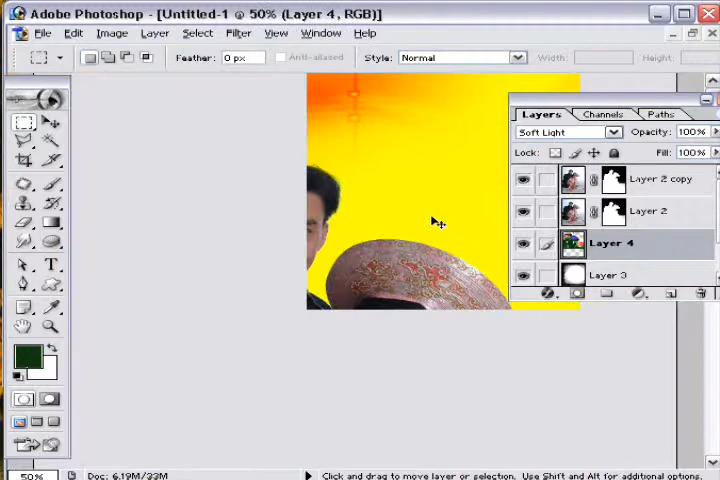 Adobe Photoshop - [Untitled-1 @ 50% (Layer 4, RGB)]
File Edit Image Layer Select Filter View Window Help
Feather: 0 px Anti-aliased Style: Normal Width: Height:
Layers Channels Paths
Soft Light Opacity: 100%
Lock: Fill: 100%
Layer 2 copy
Layer 2
Layer 4
Layer 3
T
50% Doc: 6.19M/33M Click and drag to move layer or selection. Use Shift and Alt for additional options.